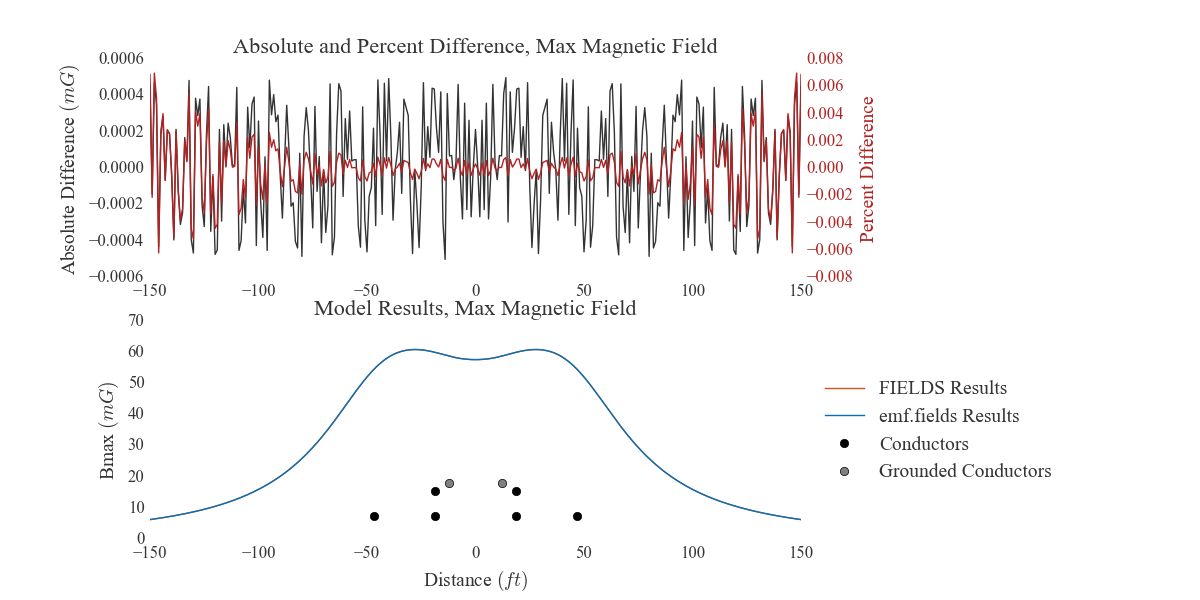 Absolute and Percent Difference, Max Magnetic Field
0.0006
0.0004
0.0002
0.0000
−0.0002
−0.0004
−0.0006
Absolute Difference (mG)
0.008
0.006
0.004
0.002
0.000
−0.002
−0.004
−0.006
−0.008
Percent Difference
−150 −100 −50 0 50 100 150
Model Results, Max Magnetic Field
70
60
50
40
30
20
10
0
Bmax (mG)
−150 −100 −50 0 50 100 150
Distance (ft)
FIELDS Results
emf.fields Results
Conductors
Grounded Conductors